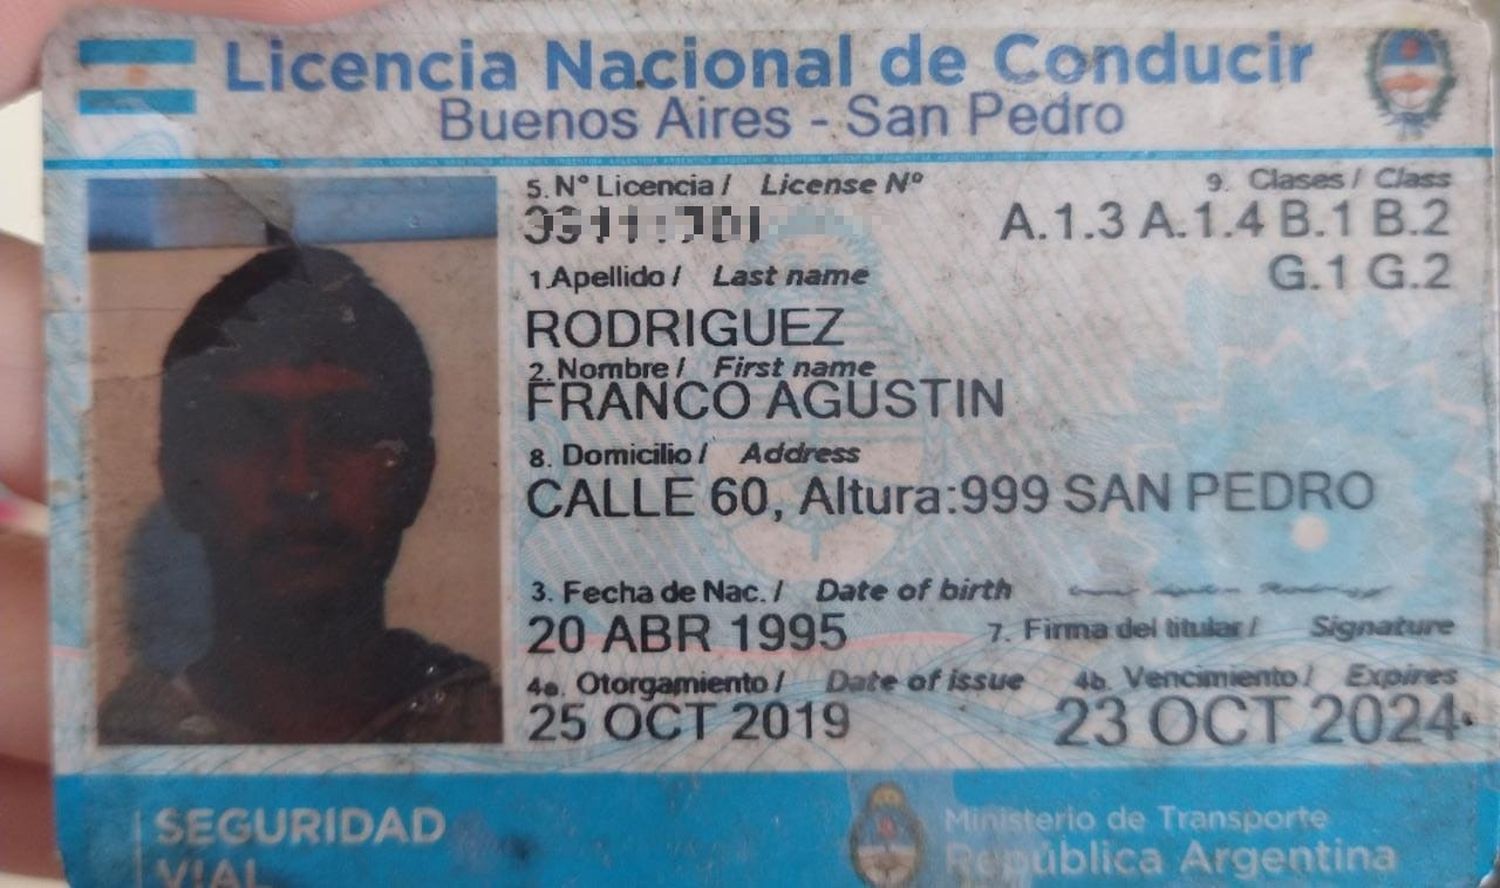 Licencia Nacional de Conducir
Buenos Aires - San Pedro
5. Nº Licencia / License Nº
9. Clases / Class
A.1.3 A.1.4 B.1 B.2
G.1 G.2
1.Apellido / Last name
RODRIGUEZ
2. Nombre / First name
FRANCO AGUSTIN
8. Domicilio / Address
CALLE 60, Altura:999 SAN PEDRO
3. Fecha de Nac. / Date of birth
20 ABR 1995
7. Firma del titular / Signature
4a. Otorgamiento / Date of issue
4b. Vencimiento / Expires
25 OCT 2019
23 OCT 2024
SEGURIDAD
VIAL
Ministerio de Transporte
República Argentina